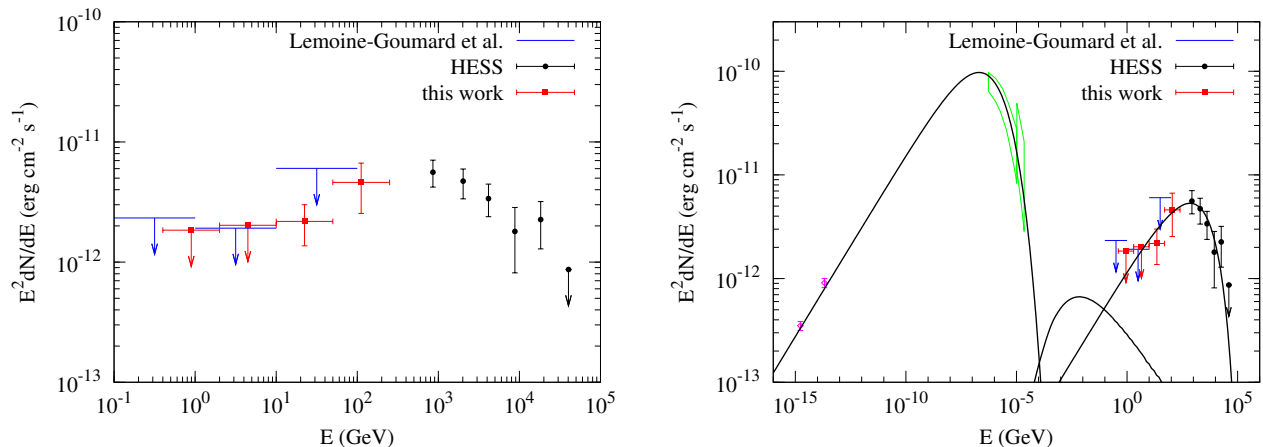 10^-10
10^-11
10^-12
10^-13
E^2dN/dE (erg cm^-2 s^-1)
Lemoine-Goumard et al.
HESS
this work
10^-1 10^0 10^1 10^2 10^3 10^4 10^5
E (GeV)
10^-10
10^-11
10^-12
10^-13
E^2dN/dE (erg cm^-2 s^-1)
Lemoine-Goumard et al.
HESS
this work
10^-15 10^-10 10^-5 10^0 10^5
E (GeV)